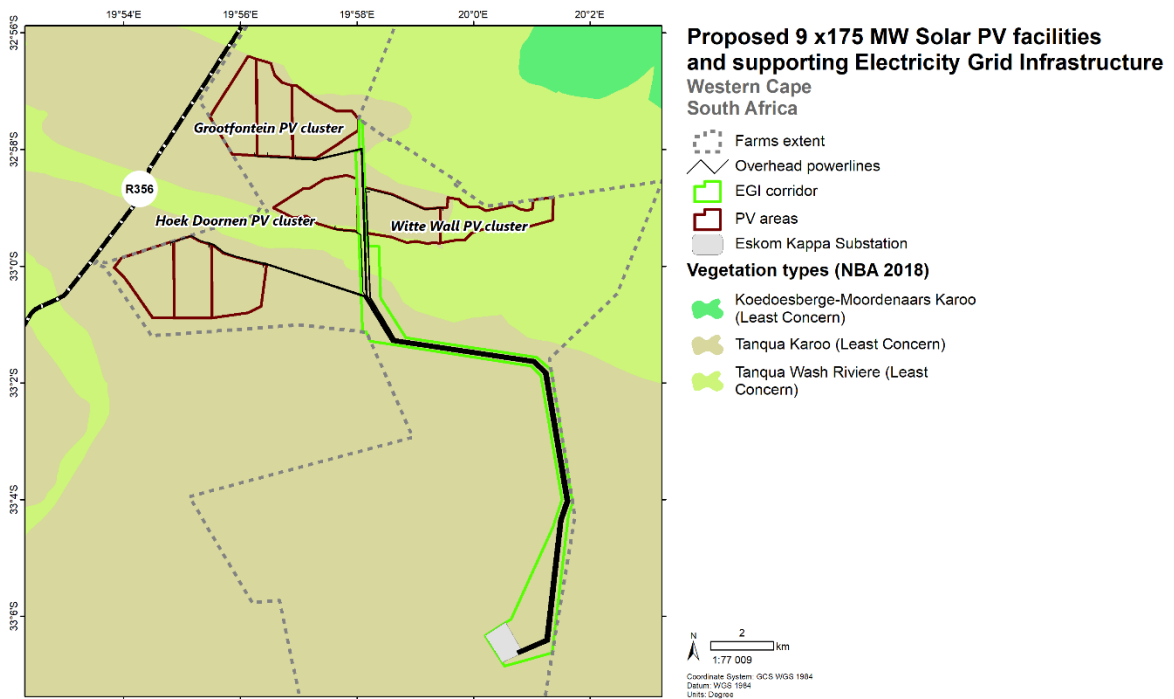 19°54'E 19°56'E 19°58'E 20°0'E 20°2'E
32°56'S
32°58'S
33°0'S
33°2'S
33°4'S
33°6'S
Grootfontein PV cluster
R356
Hoek Doornen PV cluster
Witte Wall PV cluster
Proposed 9 x175 MW Solar PV facilities
and supporting Electricity Grid Infrastructure
Western Cape
South Africa
Farms extent
Overhead powerlines
EGI corridor
PV areas
Eskom Kappa Substation
Vegetation types (NBA 2018)
Koedoesberge-Moordenaars Karoo
(Least Concern)
Tanqua Karoo (Least Concern)
Tanqua Wash Riviere (Least
Concern)
N
2
km
1:77 009
Coordinate System: GCS WGS 1984
Datum: WGS 1984
Units: Degree